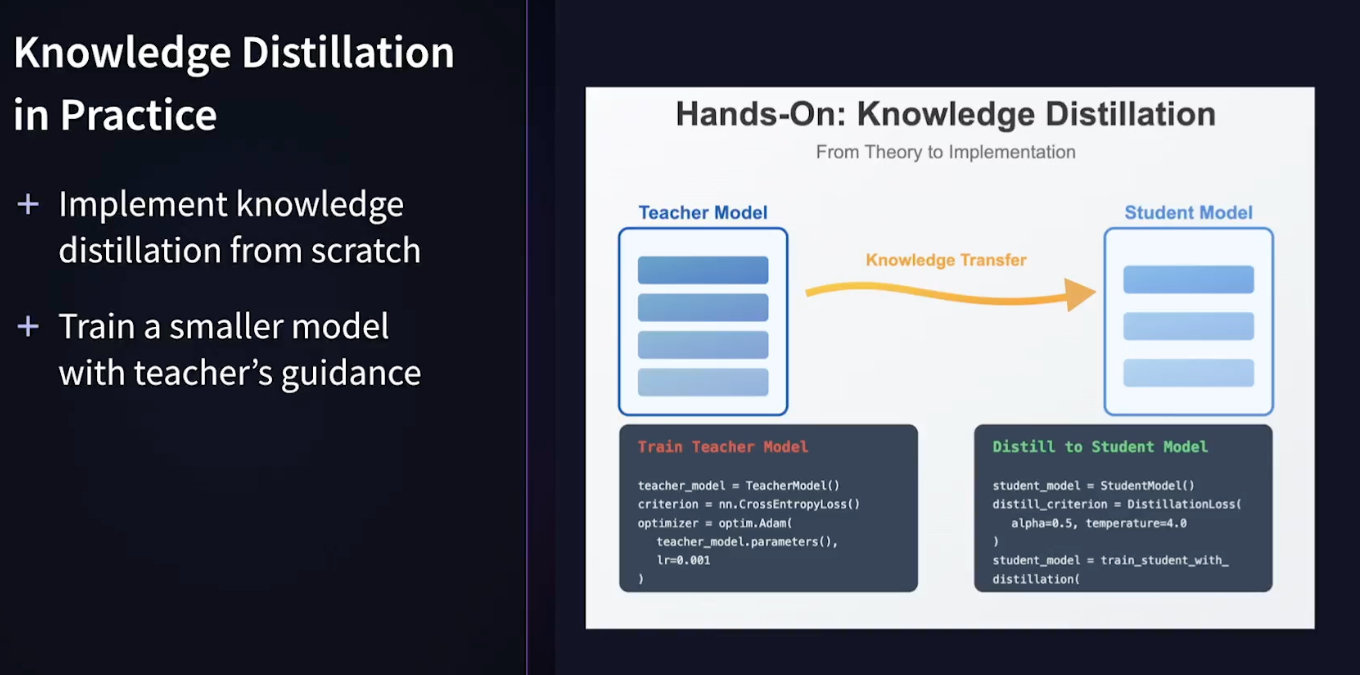 Knowledge Distillation
in Practice
+ Implement knowledge
distillation from scratch
+ Train a smaller model
with teacher’s guidance
Hands-On: Knowledge Distillation
From Theory to Implementation
Teacher Model
Knowledge Transfer
Student Model
Train Teacher Model
teacher_model = TeacherModel()
criterion = nn.CrossEntropyLoss()
optimizer = optim.Adam(
teacher_model.parameters(),
lr=0.001
)
Distill to Student Model
student_model = StudentModel()
distill_criterion = DistillationLoss(
alpha=0.5, temperature=4.0
)
student_model = train_student_with_
distillation(